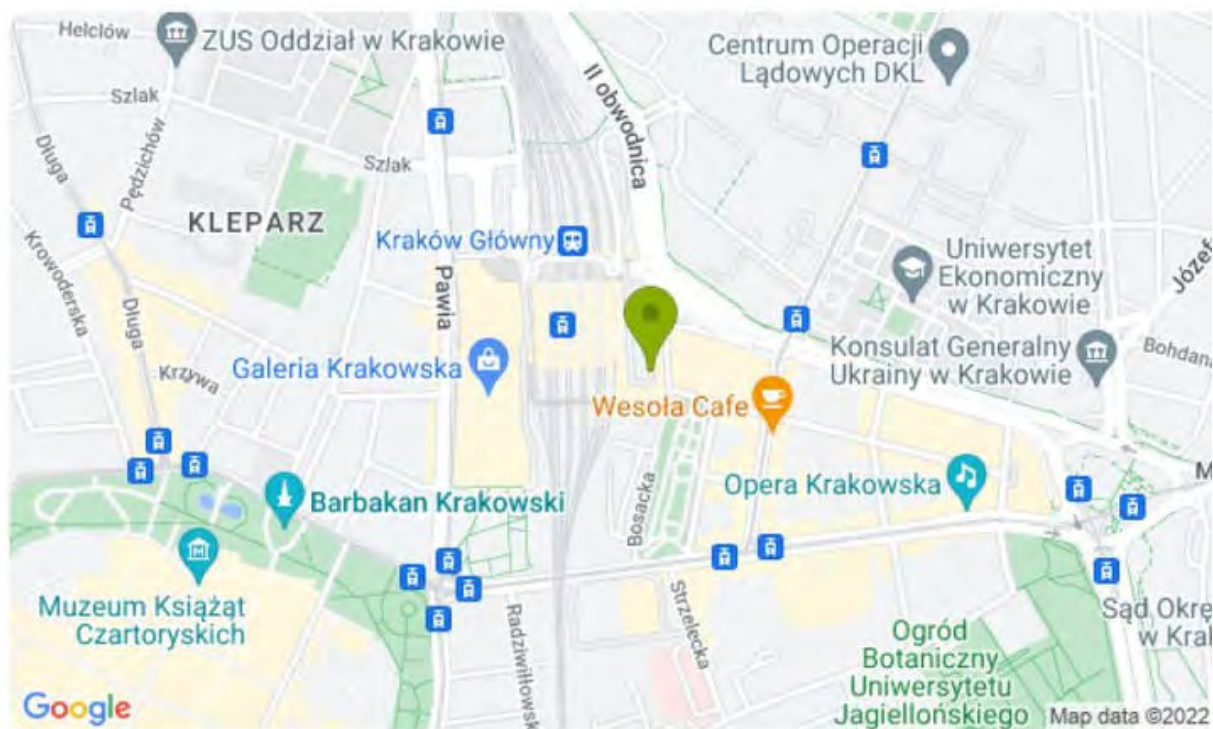 Helclów
ZUS Oddział w Krakowie
Centrum Operacji
Lądowych DKL
II obwodnica
Szlak
Szlak
Długa
Pędzichów
KLEPARZ
Kraków Główny
Uniwersytet
Ekonomiczny
w Krakowie
Józef
Krowoderska
Długa
Pawia
Krzywa
Galeria Krakowska
Konsulat Generalny
Ukrainy w Krakowie
Bohdana
Wesoła Cafe
Bosacka
Opera Krakowska
M
Barbakan Krakowski
Muzeum Książąt
Czartoryskich
Radziwiłłowsk
Strzelecka
Ogród
Botaniczny
Uniwersytetu
Jagiellońskiego
Sąd Okrę
w Krak
Google
Map data ©2022